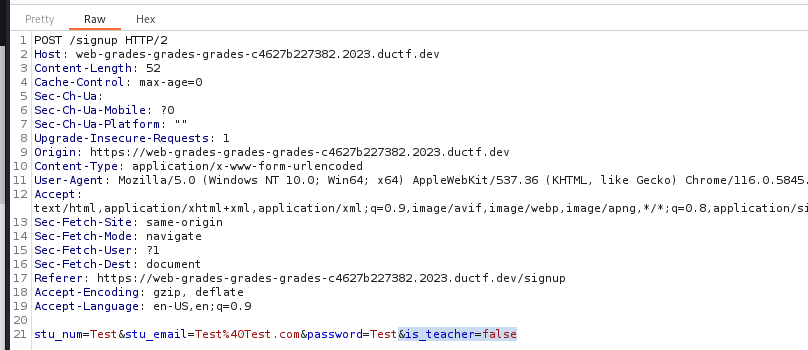 Pretty Raw Hex
1 POST /signup HTTP/2
2 Host: web-grades-grades-grades-c4627b227382.2023.ductf.dev
3 Content-Length: 52
4 Cache-Control: max-age=0
5 Sec-Ch-Ua:
6 Sec-Ch-Ua-Mobile: ?0
7 Sec-Ch-Ua-Platform: ""
8 Upgrade-Insecure-Requests: 1
9 Origin: https://web-grades-grades-grades-c4627b227382.2023.ductf.dev
10 Content-Type: application/x-www-form-urlencoded
11 User-Agent: Mozilla/5.0 (Windows NT 10.0; Win64; x64) AppleWebKit/537.36 (KHTML, like Gecko) Chrome/116.0.5845.
12 Accept:
text/html,application/xhtml+xml,application/xml;q=0.9,image/avif,image/webp,image/apng,*/*;q=0.8,application/si
13 Sec-Fetch-Site: same-origin
14 Sec-Fetch-Mode: navigate
15 Sec-Fetch-User: ?1
16 Sec-Fetch-Dest: document
17 Referer: https://web-grades-grades-grades-c4627b227382.2023.ductf.dev/signup
18 Accept-Encoding: gzip, deflate
19 Accept-Language: en-US,en;q=0.9
20
21 stu_num=Test&stu_email=Test%40Test.com&password=Test&is_teacher=false